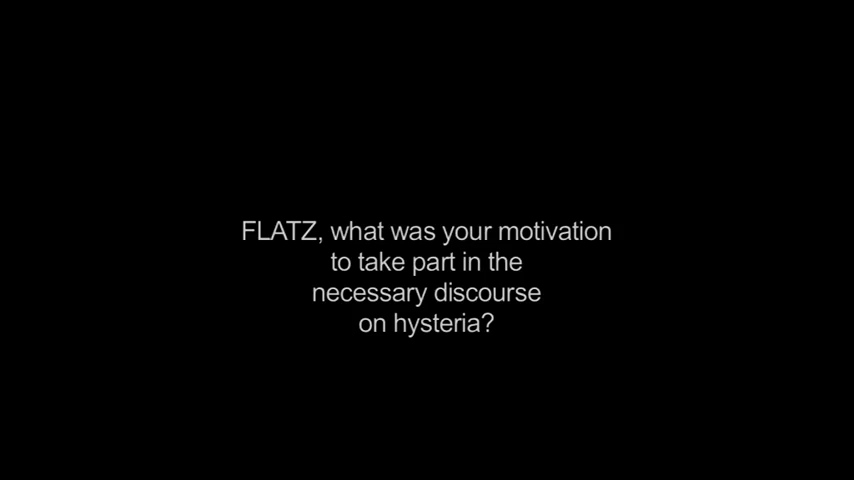 FLATZ, what was your motivation
to take part in the
necessary discourse
on hysteria?